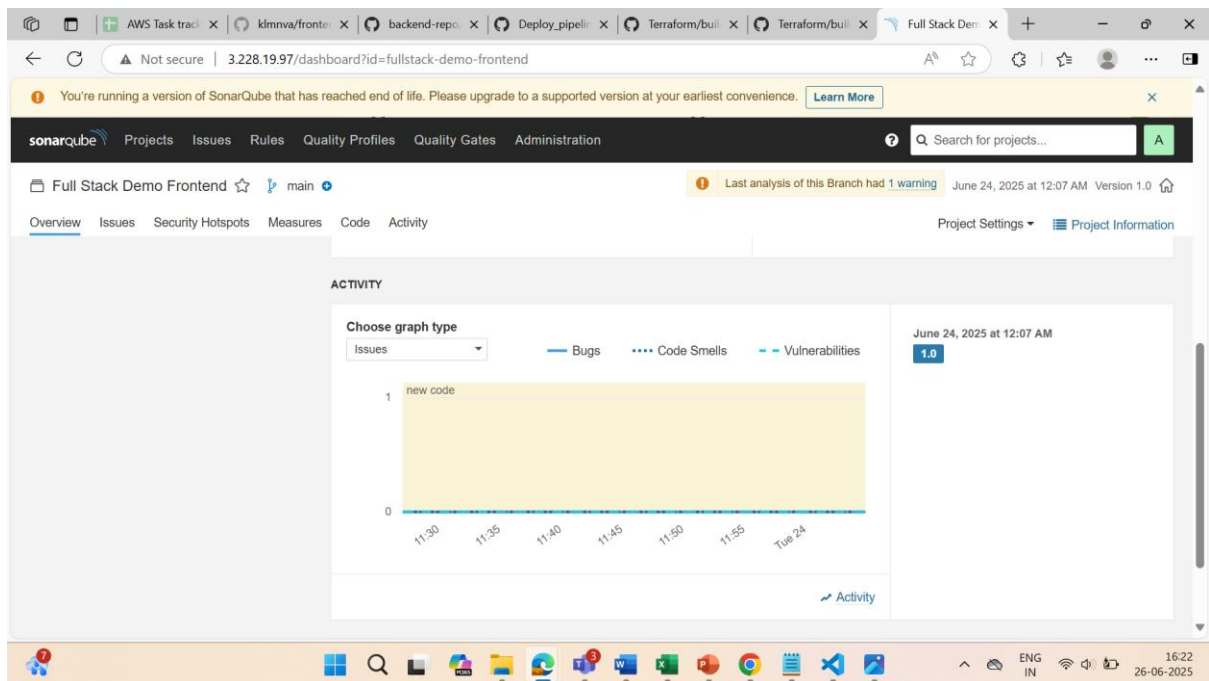 AWS Task track
klmnva/fronte
backend-repo,
Deploy_pipelin
Terraform/buil
Terraform/buil
Full Stack Dem
Not secure | 3.228.19.97/dashboard?id=fullstack-demo-frontend
You're running a version of SonarQube that has reached end of life. Please upgrade to a supported version at your earliest convenience. Learn More
sonarqube Projects Issues Rules Quality Profiles Quality Gates Administration ? Search for projects... A
Full Stack Demo Frontend main Last analysis of this Branch had 1 warning June 24, 2025 at 12:07 AM Version 1.0
Overview Issues Security Hotspots Measures Code Activity Project Settings Project Information
ACTIVITY
Choose graph type
Issues Bugs Code Smells Vulnerabilities
June 24, 2025 at 12:07 AM
1.0
new code
1
0
11:30 11:35 11:40 11:45 11:50 11:55 Tue 24
Activity
7
3
ENG
IN
16:22
26-06-2025